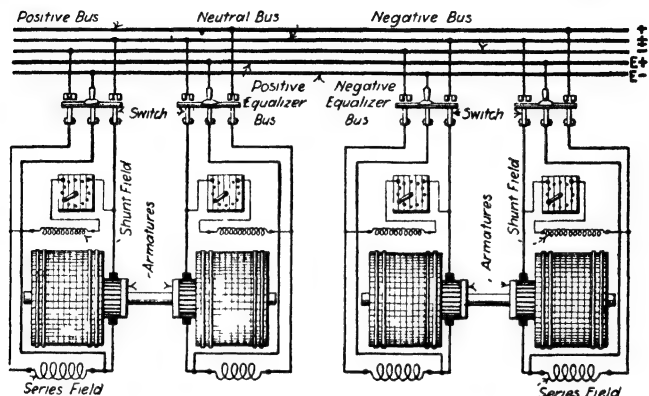 Positive Bus
Neutral Bus
Negative Bus
+
E+
E-
Positive
Equalizer
Bus
Negative
Equalizer
Bus
Switch
Switch
Shunt Field
Armatures
Armatures
Shunt Field
Series Field
Series Field